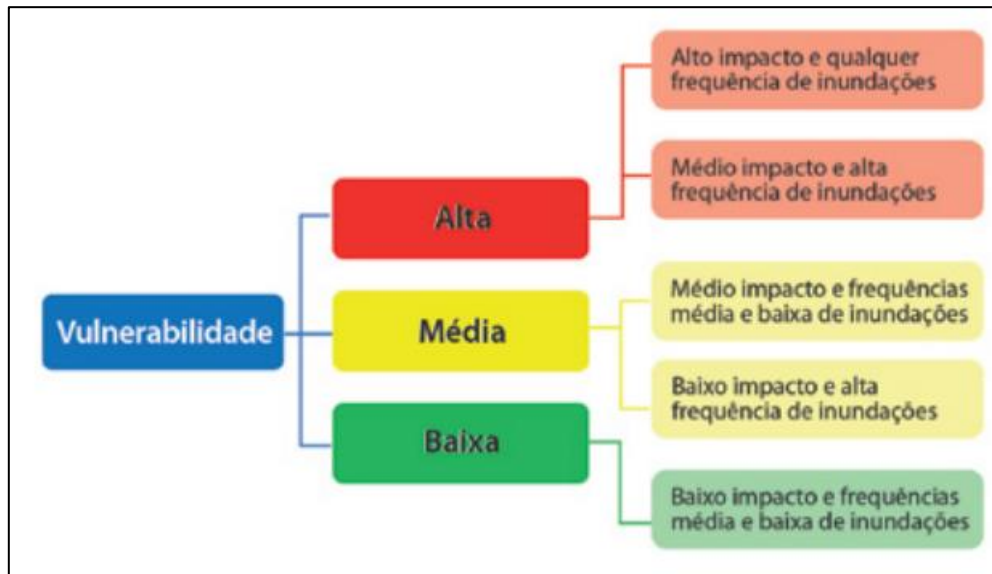 Vulnerabilidade
Alta
Média
Baixa
Alto impacto e qualquer
frequência de inundações
Médio impacto e alta
frequência de inundações
Médio impacto e frequências
média e baixa de inundações
Baixo impacto e alta
frequência de inundações
Baixo impacto e frequências
média e baixa de inundações